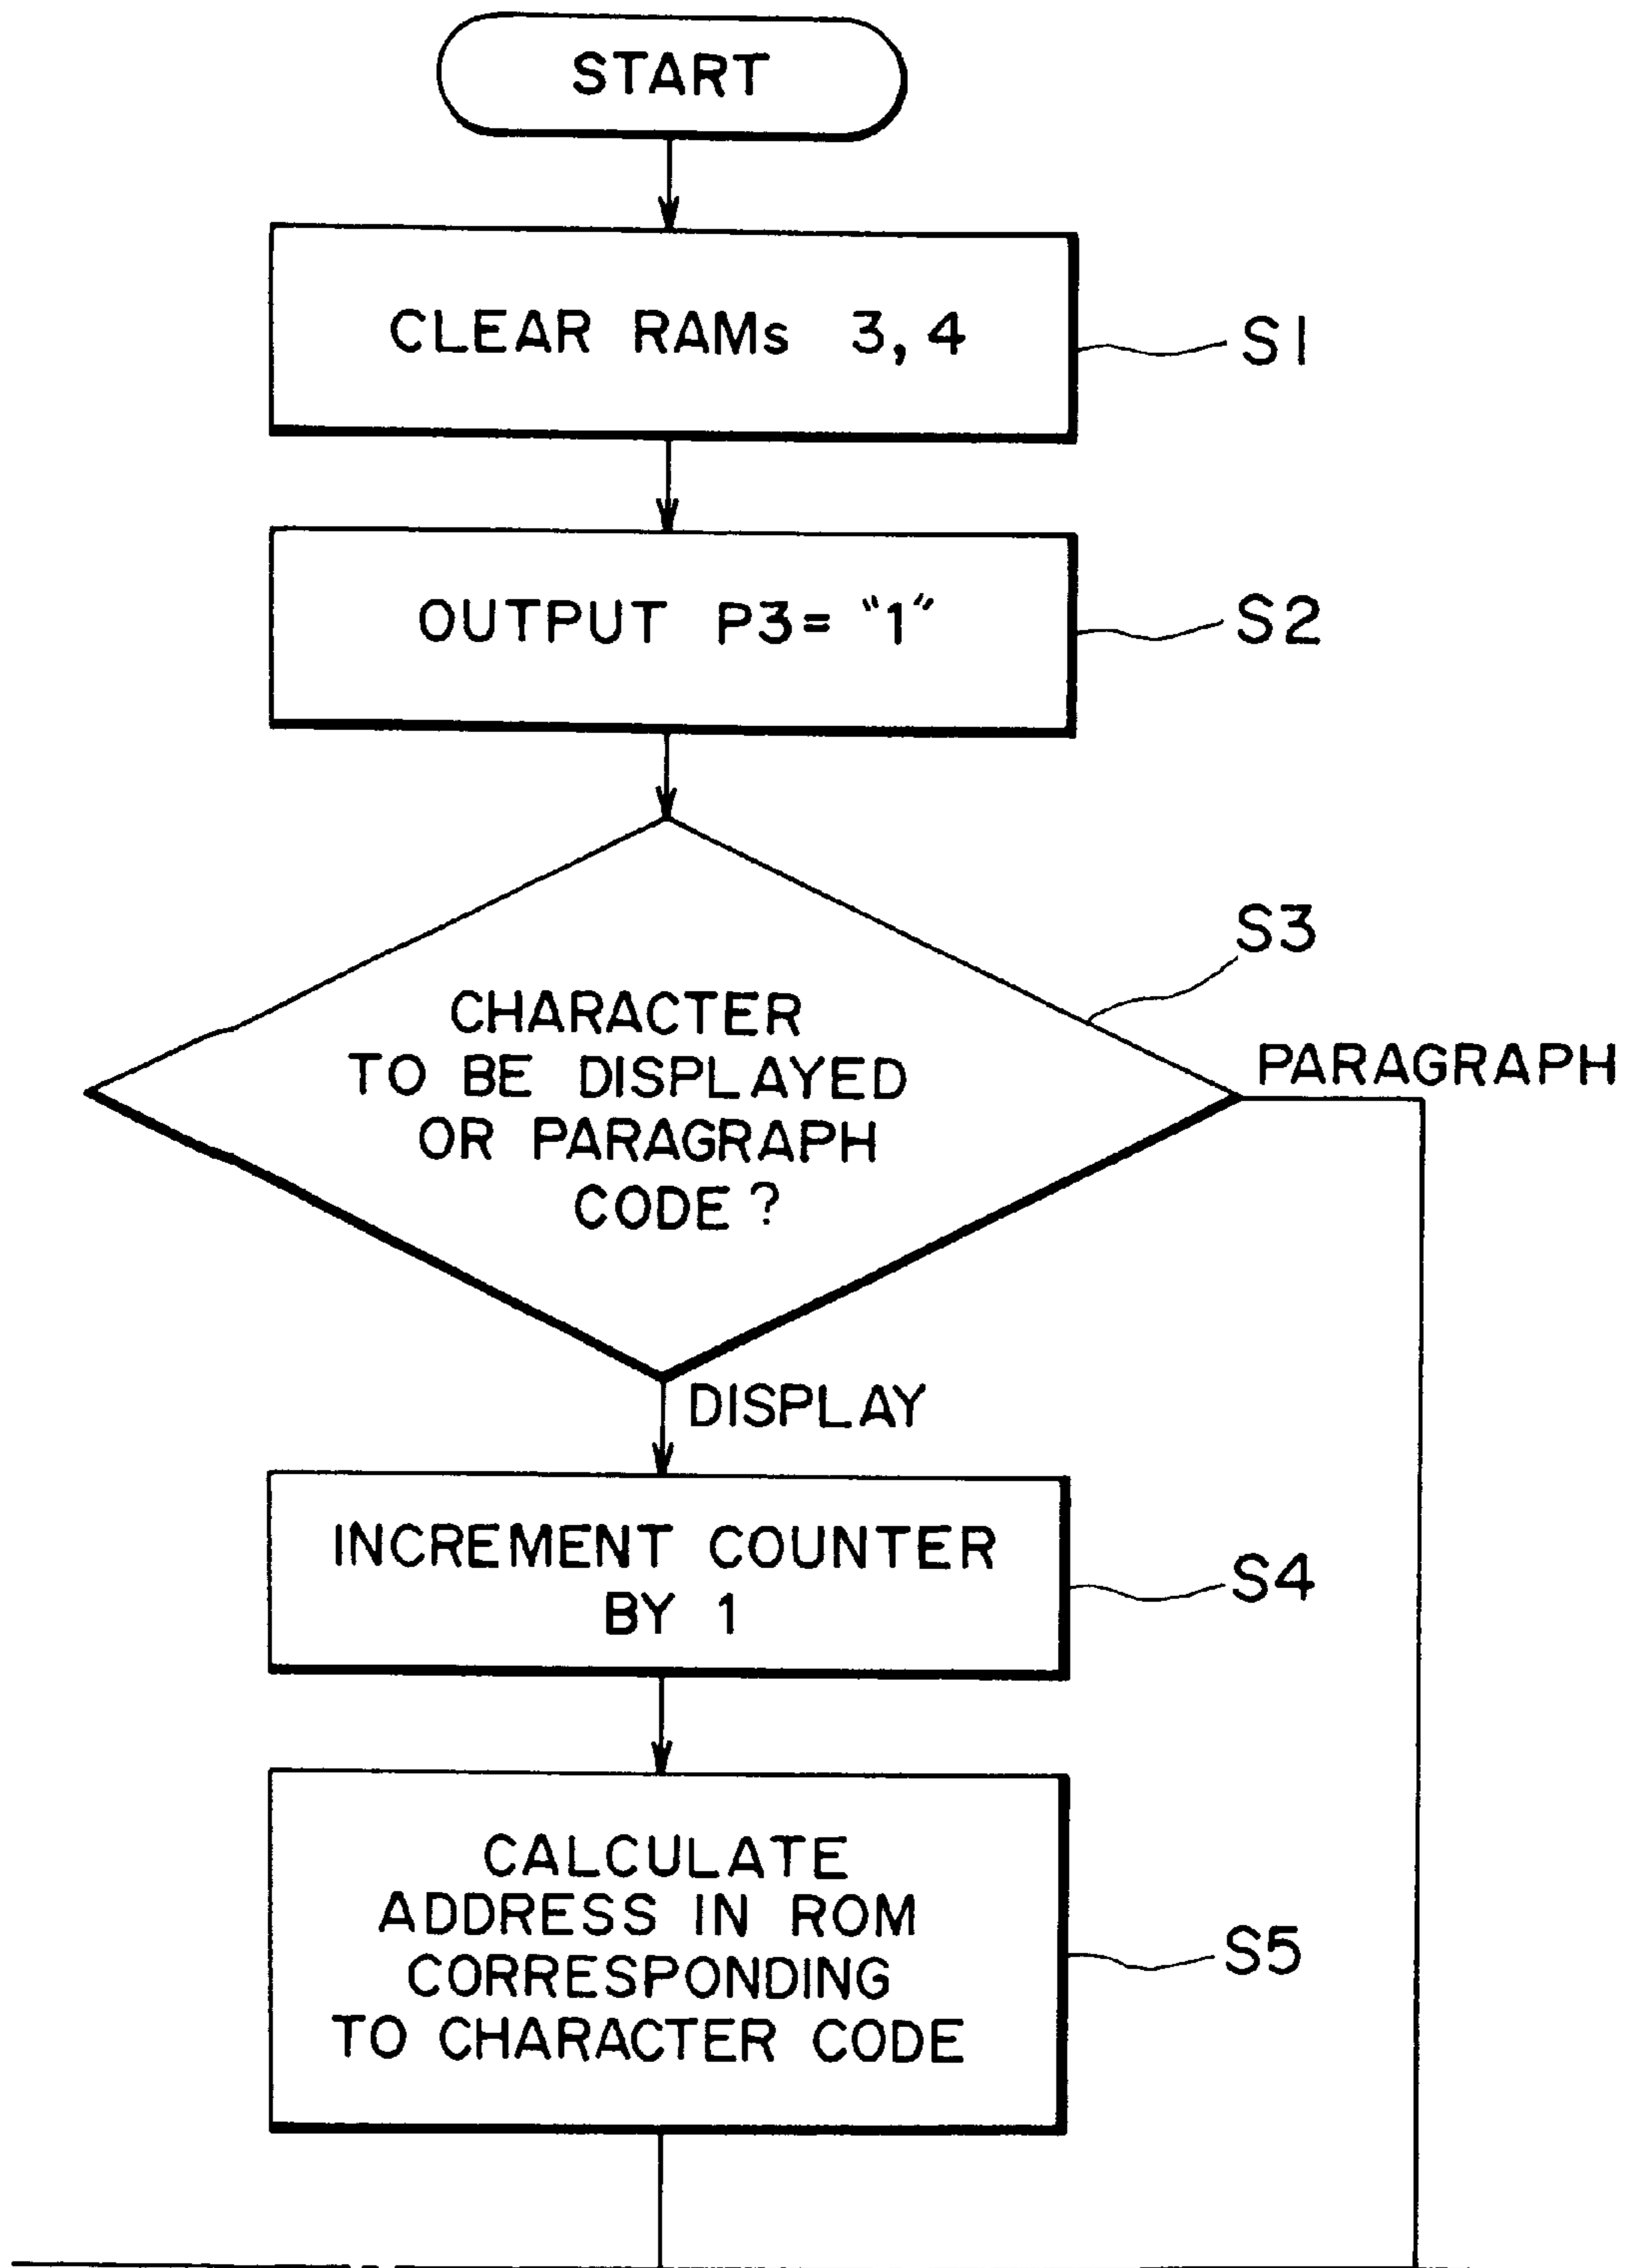 START
CLEAR RAMs 3,4
S1
OUTPUT P3= "1"
S2
S3
CHARACTER
TO BE DISPLAYED
OR PARAGRAPH
CODE?
PARAGRAPH
DISPLAY
INCREMENT COUNTER
BY 1
S4
CALCULATE
ADDRESS IN ROM
CORRESPONDING
TO CHARACTER CODE
S5